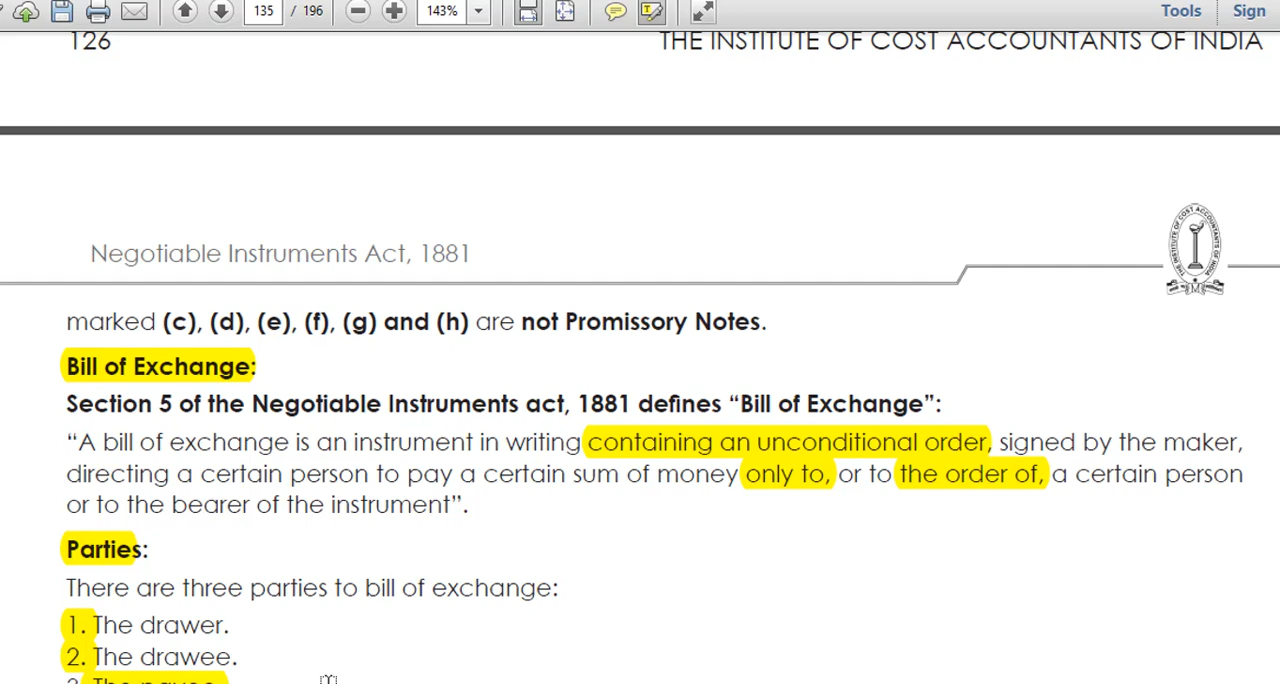 135 / 196
143%
Tools
Sign
126
THE INSTITUTE OF COST ACCOUNTANTS OF INDIA
Negotiable Instruments Act, 1881
marked (c), (d), (e), (f), (g) and (h) are not Promissory Notes.
Bill of Exchange:
Section 5 of the Negotiable Instruments act, 1881 defines “Bill of Exchange”:
“A bill of exchange is an instrument in writing containing an unconditional order, signed by the maker,
directing a certain person to pay a certain sum of money only to, or to the order of, a certain person
or to the bearer of the instrument”.
Parties:
There are three parties to bill of exchange:
1. The drawer.
2. The drawee.
3. The payee.